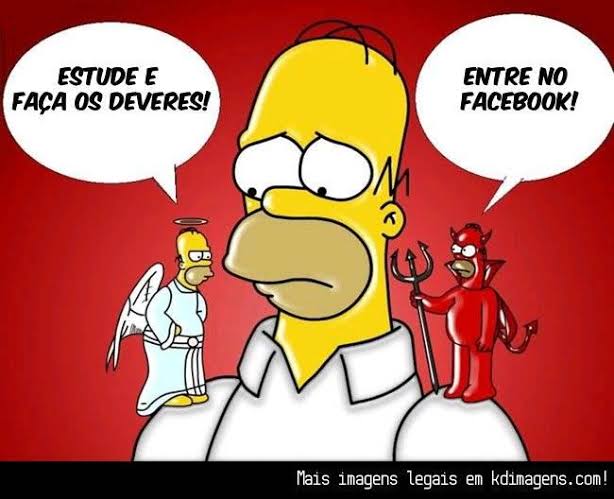 ESTUDE E
FAÇA OS DEVERES!
ENTRE NO
FACEBOOK!
Mais imagens legais em kdimagens.com!